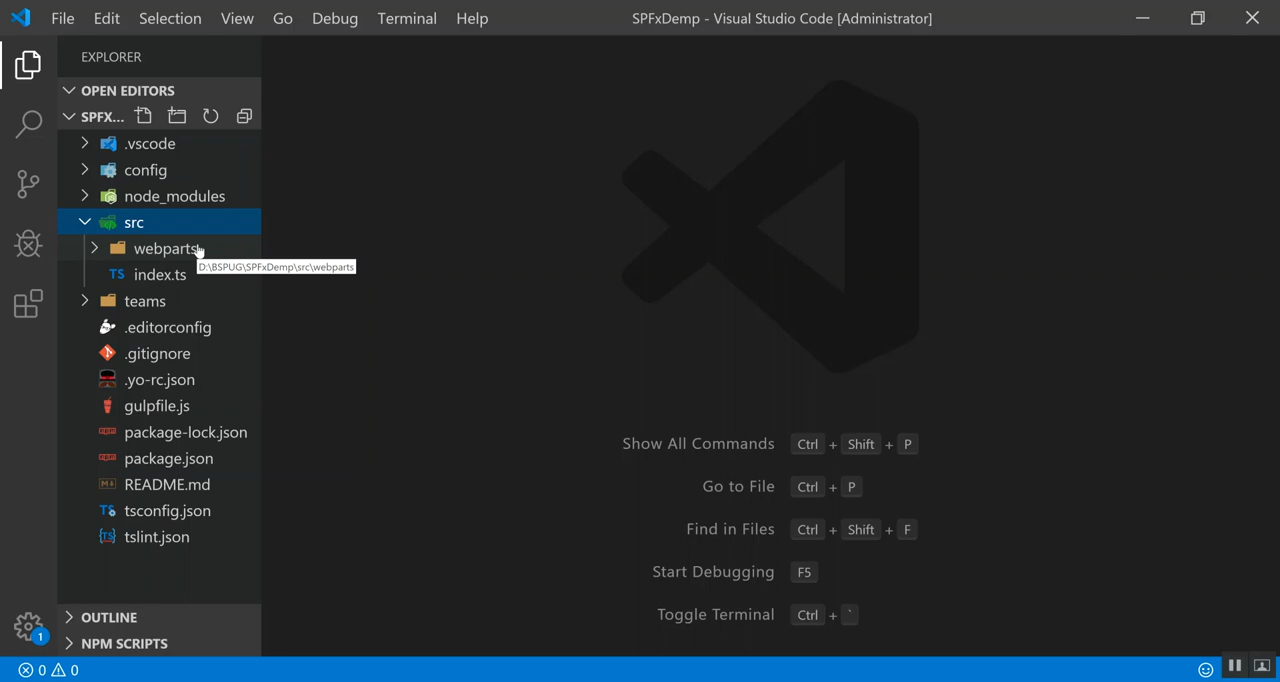 File Edit Selection View Go Debug Terminal Help SPFxDemp - Visual Studio Code [Administrator]
EXPLORER
OPEN EDITORS
SPFX...
.vscode
config
node_modules
src
webparts
D:\BSPUG\SPFxDemp\src\webparts
TS index.ts
teams
.editorconfig
.gitignore
.yo-rc.json
gulpfile.js
package-lock.json
package.json
README.md
TS tsconfig.json
TS tslint.json
Show All Commands Ctrl + Shift + P
Go to File Ctrl + P
Find in Files Ctrl + Shift + F
Start Debugging F5
Toggle Terminal Ctrl + `
OUTLINE
NPM SCRIPTS
1
0 0